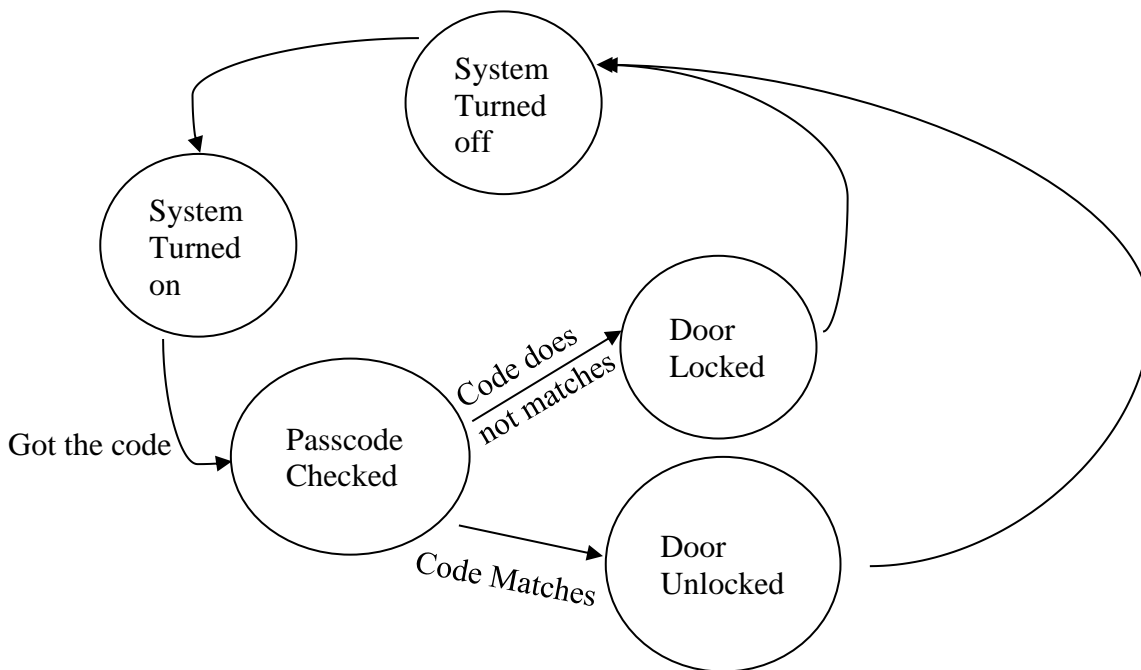 System
Turned
off
System
Turned
on
Got the code
Passcode
Checked
Code does
not matches
Door
Locked
Code Matches
Door
Unlocked